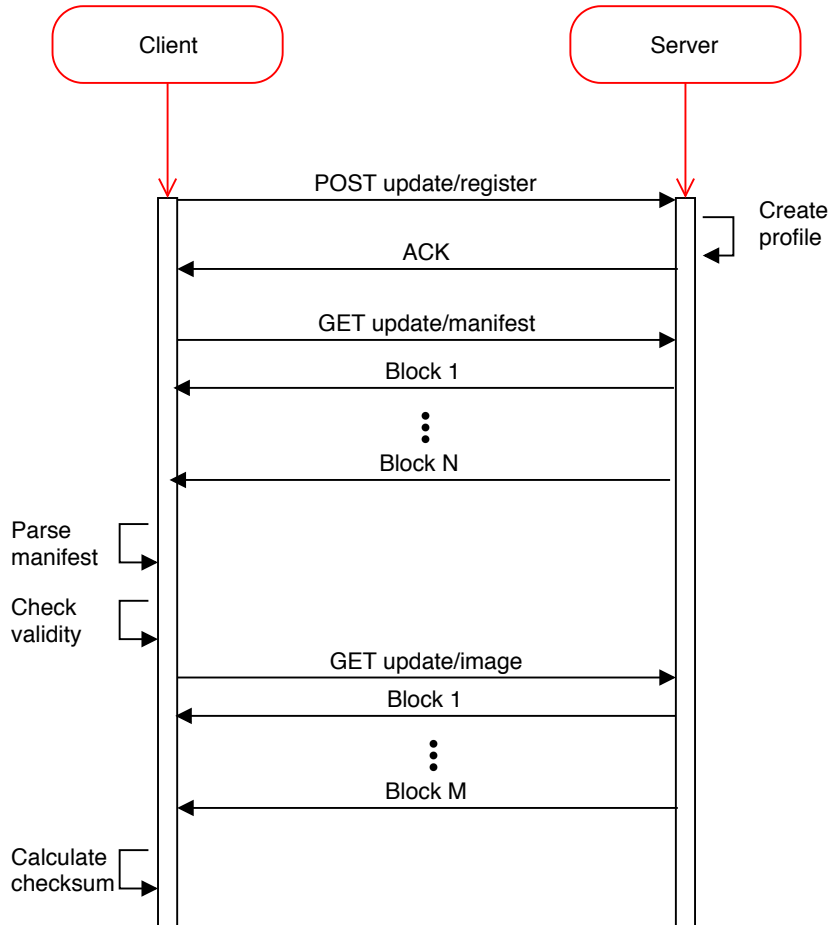 Client
Server
POST update/register
Create
profile
ACK
GET update/manifest
Block 1
Block N
Parse
manifest
Check
validity
GET update/image
Block 1
Block M
Calculate
checksum